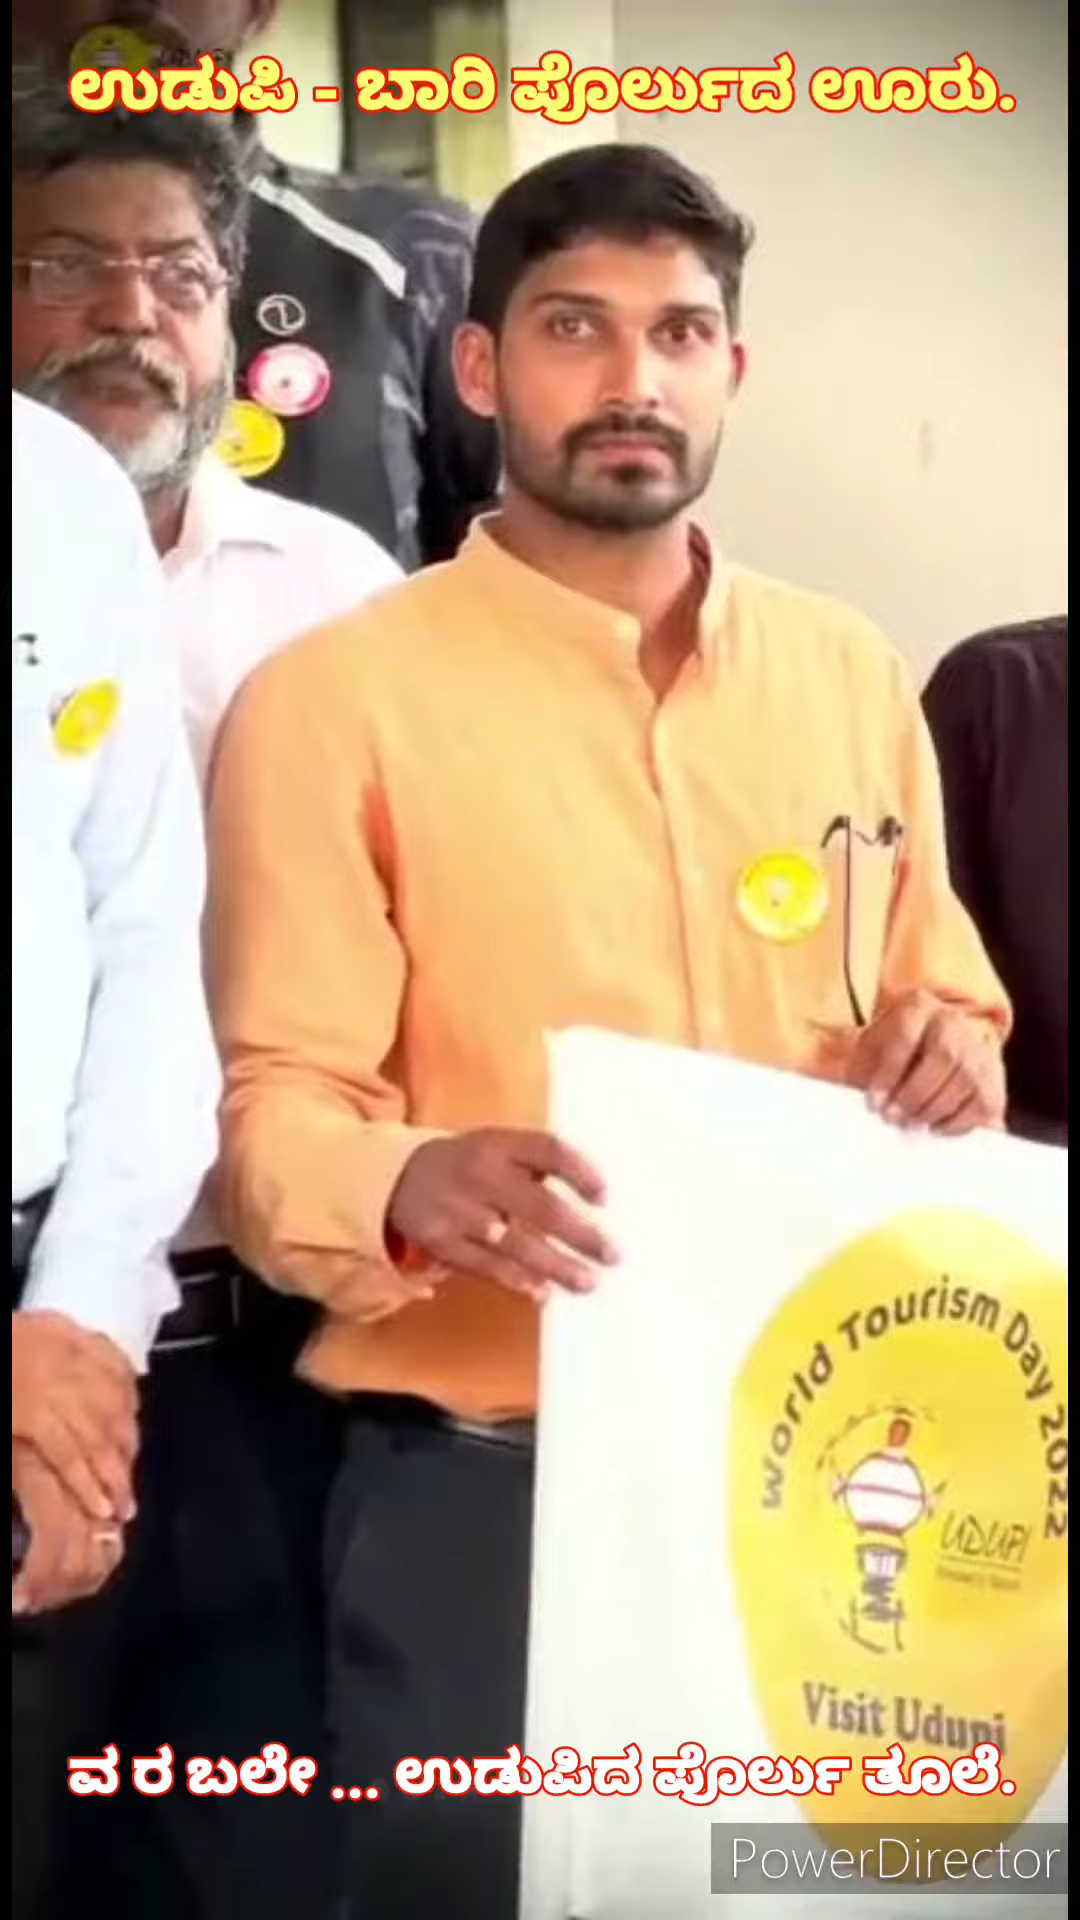 ಉಡುಪಿ - ಬಾರಿ ಪೊರ್ಲುದ ಊರು.
World Tourism Day 2022
UDUPI
Visit Udupi
ವ ರ ಬಲೇ ... ಉಡುಪಿದ ಪೊರ್ಲು ತೂಲೆ.
PowerDirector